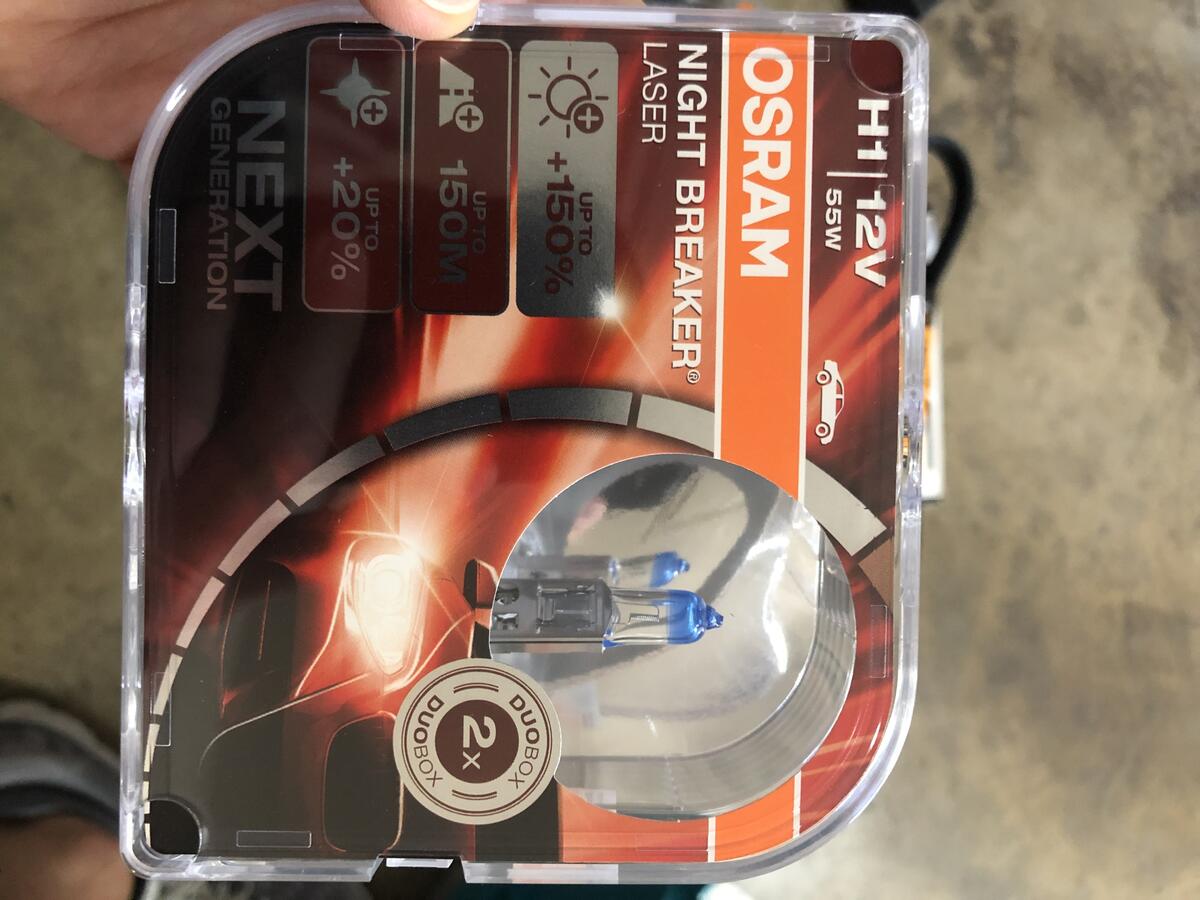 H1 | 12V
55W
OSRAM
NIGHT BREAKER®
LASER
UP TO
+150%
UP TO
150M
UP TO
+20%
NEXT
GENERATION
DUOBOX
2x
DUOBOX